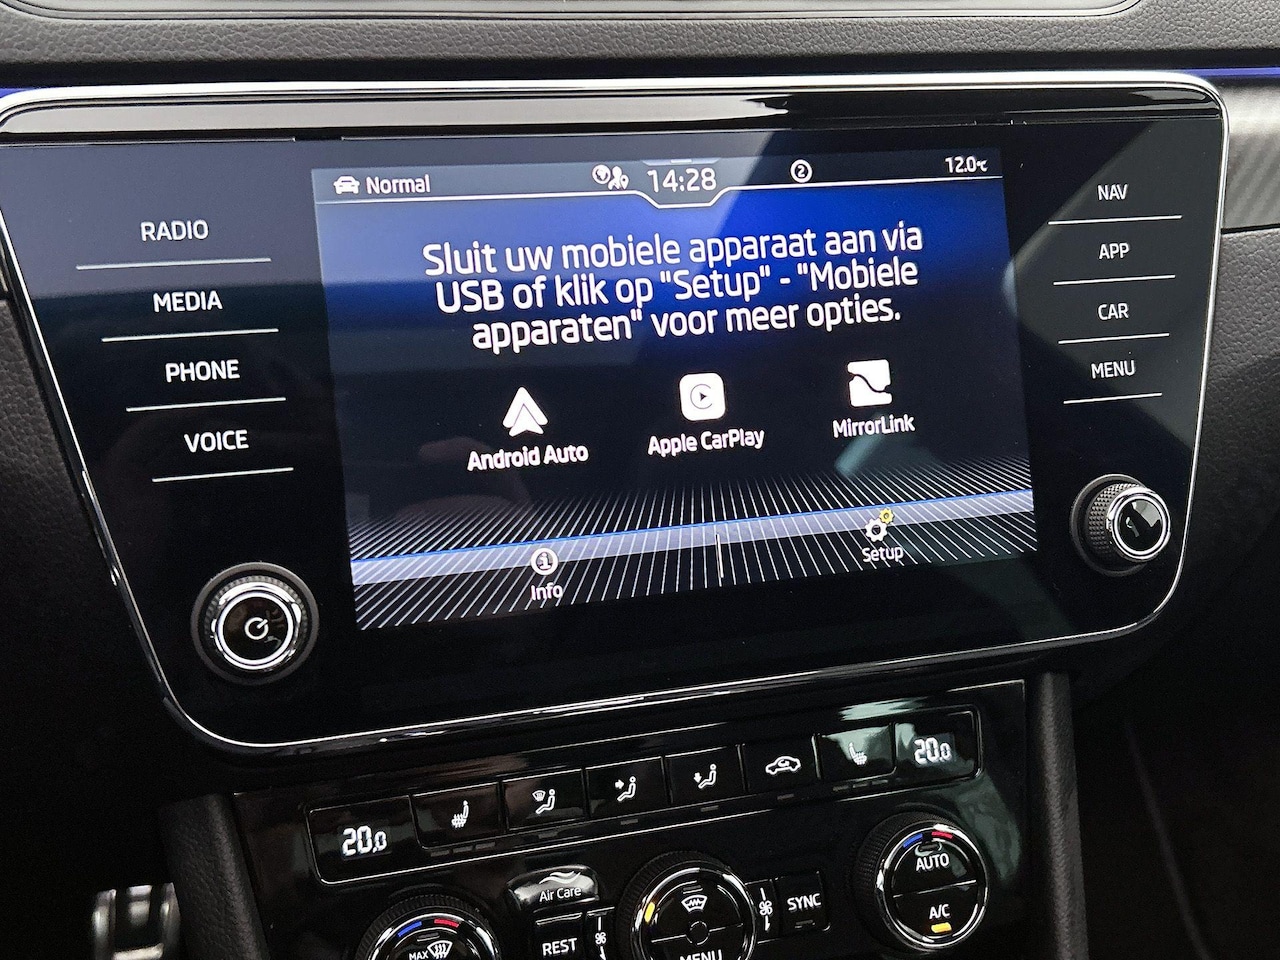 Normal
14:28
2
12.0°C
RADIO
MEDIA
PHONE
VOICE
NAV
APP
CAR
MENU
Sluit uw mobiele apparaat aan via
USB of klik op "Setup" - "Mobiele
apparaten" voor meer opties.
Android Auto
Apple CarPlay
MirrorLink
Info
Setup
20.0
20.0
Air Care
REST
SYNC
AUTO
A/C
MAX
MENU